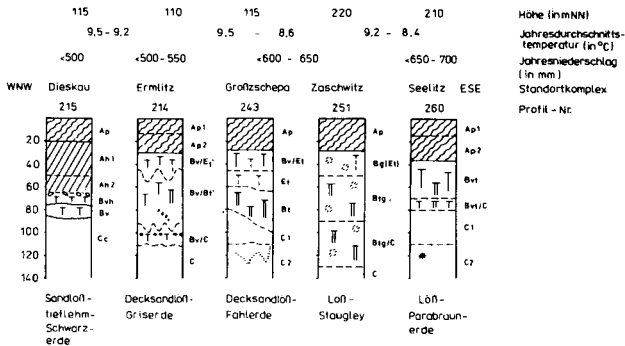 115 110 115 220 210 Höhe (in mNN)
9,5 - 9,2 9,5 - 8,6 9,2 - 8,4 Jahresdurchschnitts-
temperatur (in °C)
<500 <500-550 <600 - 650 <650-700 Jahresniederschlag
(in mm)
WNW Dieskau Ermlitz Großzschepa Zaschwitz Seelitz ESE Standortkomplex
215 214 243 251 260 Profil - Nr.
Ap Ap1 Ap Ap Ap1
20 Ap2 Ap2
Ah1 Bv/Et' Bv/Et Bg(Et)
40
Et Bvt
60 Ah2 Bv/Bt' Btg
Bvh Bt Bvt/C
80 Bv
100 Cc Bv/C C1 Btg/C C1
120 C C2 C2
140 C
Sandlöß-
tieflehm-
Schwarz-
erde
Decksandlöß-
Griserde
Decksandlöß-
Fahlerde
Löß-
Staugley
Löß-
Parabraun-
erde